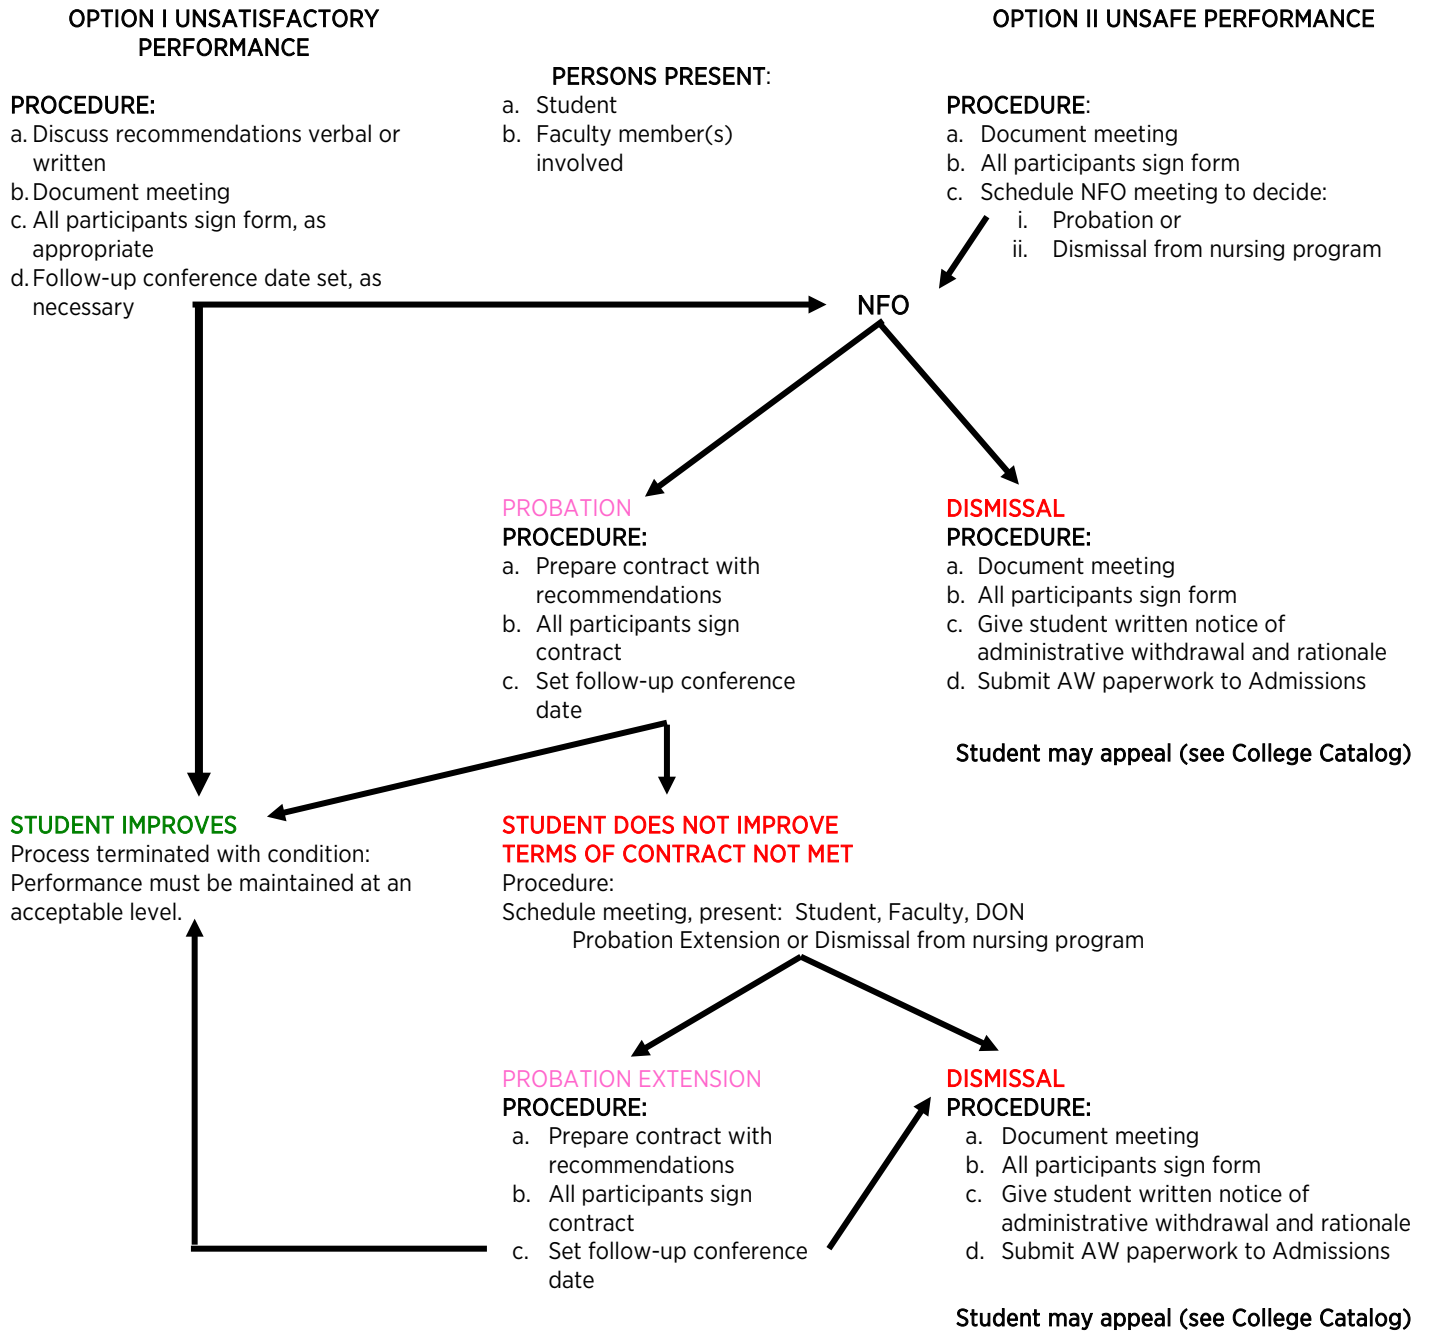 OPTION I UNSATISFACTORY
PERFORMANCE
PROCEDURE:
a. Discuss recommendations verbal or
written
b. Document meeting
c. All participants sign form, as
appropriate
d. Follow-up conference date set, as
necessary
PERSONS PRESENT:
a. Student
b. Faculty member(s)
involved
OPTION II UNSAFE PERFORMANCE
PROCEDURE:
a. Document meeting
b. All participants sign form
c. Schedule NFO meeting to decide:
i. Probation or
ii. Dismissal from nursing program
NFO
PROBATION
PROCEDURE:
a. Prepare contract with
recommendations
b. All participants sign
contract
c. Set follow-up conference
date
DISMISSAL
PROCEDURE:
a. Document meeting
b. All participants sign form
c. Give student written notice of
administrative withdrawal and rationale
d. Submit AW paperwork to Admissions
Student may appeal (see College Catalog)
STUDENT IMPROVES
Process terminated with condition:
Performance must be maintained at an
acceptable level.
STUDENT DOES NOT IMPROVE
TERMS OF CONTRACT NOT MET
Procedure:
Schedule meeting, present: Student, Faculty, DON
Probation Extension or Dismissal from nursing program
PROBATION EXTENSION
PROCEDURE:
a. Prepare contract with
recommendations
b. All participants sign
contract
c. Set follow-up conference
date
DISMISSAL
PROCEDURE:
a. Document meeting
b. All participants sign form
c. Give student written notice of
administrative withdrawal and rationale
d. Submit AW paperwork to Admissions
Student may appeal (see College Catalog)